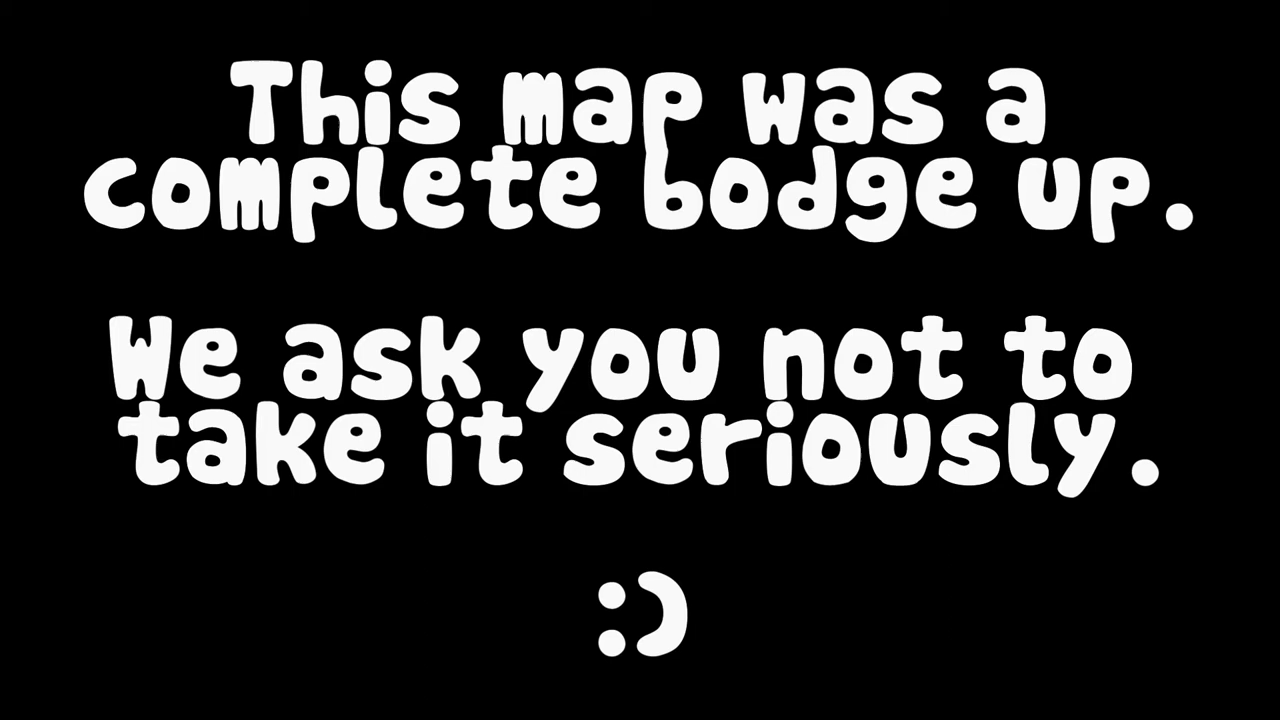 This map was a
complete bodge up.
We ask you not to
take it seriously.
:)